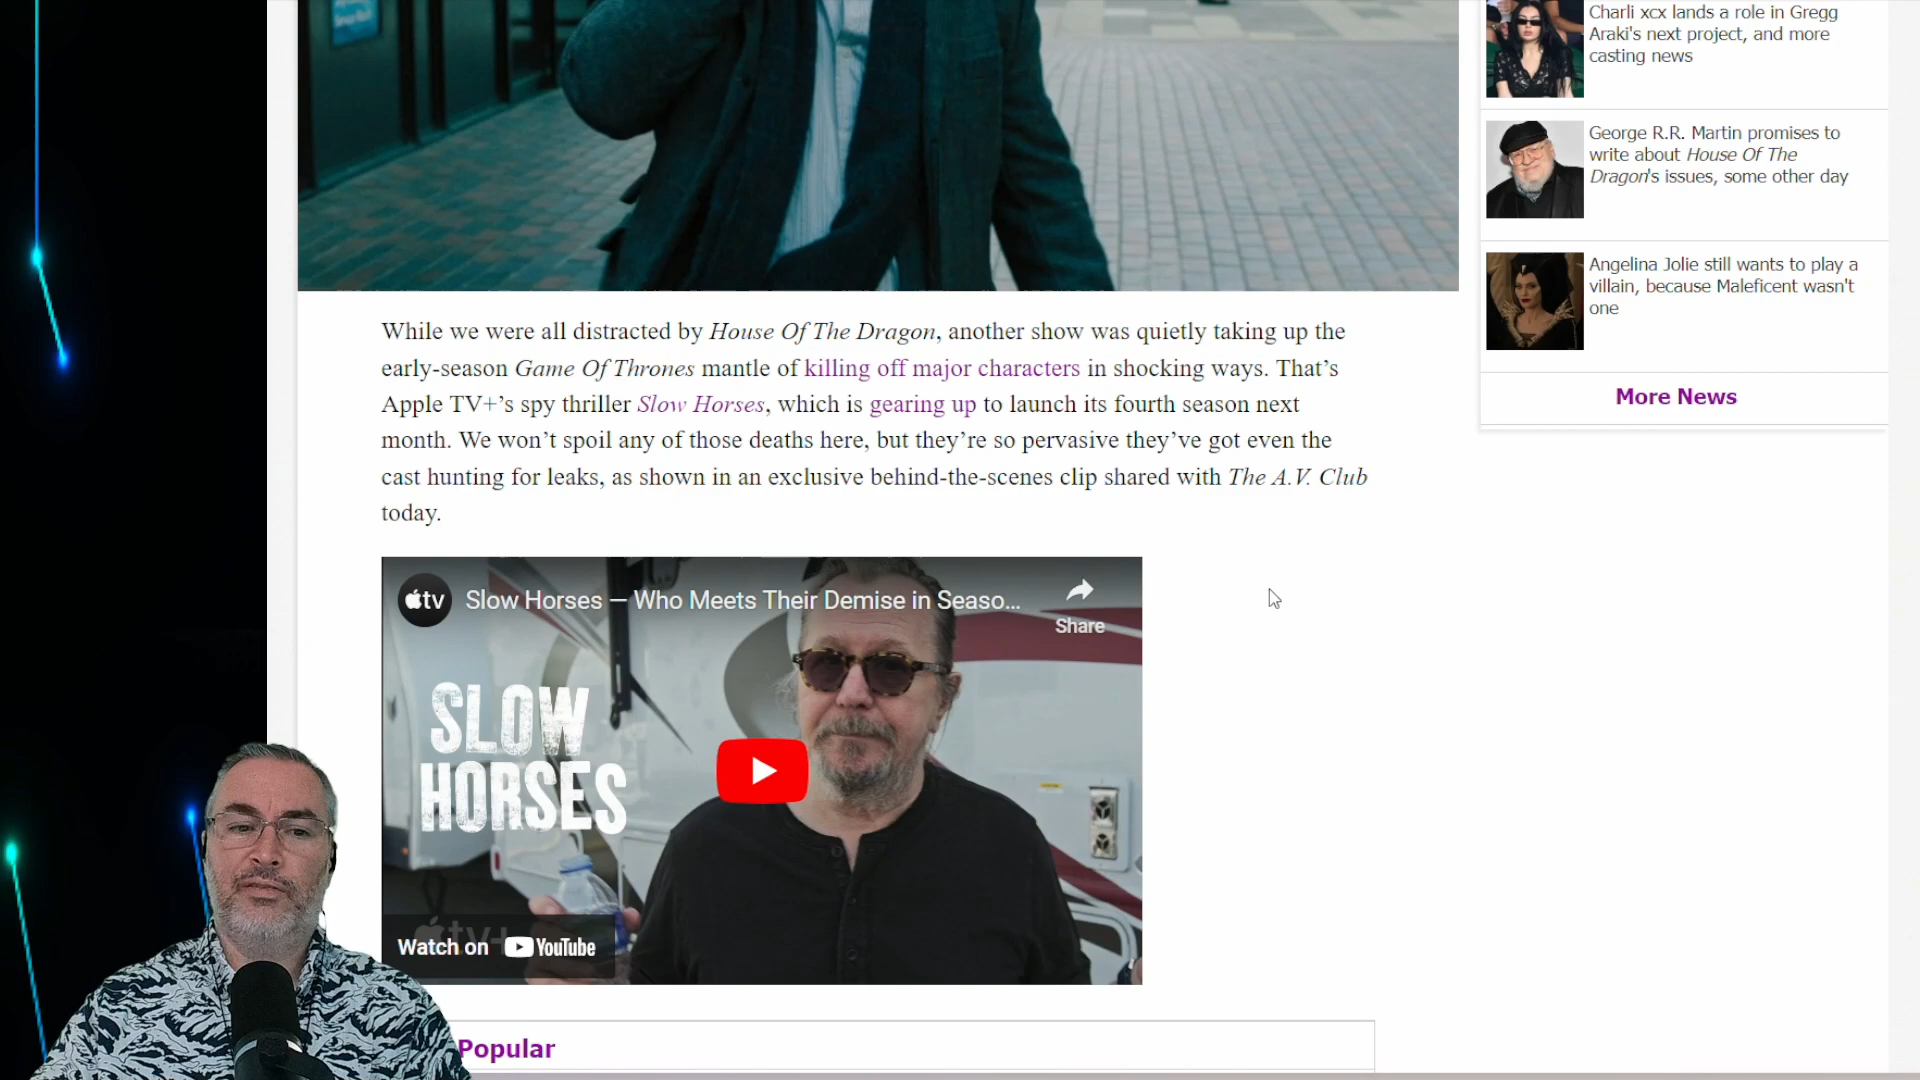 Charli xcx lands a role in Gregg
Araki's next project, and more
casting news
George R.R. Martin promises to
write about House Of The
Dragon's issues, some other day
Angelina Jolie still wants to play a
villain, because Maleficent wasn't
one
More News
While we were all distracted by House Of The Dragon, another show was quietly taking up the
early-season Game Of Thrones mantle of killing off major characters in shocking ways. That’s
Apple TV+’s spy thriller Slow Horses, which is gearing up to launch its fourth season next
month. We won’t spoil any of those deaths here, but they’re so pervasive they’ve got even the
cast hunting for leaks, as shown in an exclusive behind-the-scenes clip shared with The A.V. Club
today.
tv
Slow Horses — Who Meets Their Demise in Seaso...
Share
SLOW
HORSES
tv+
Watch on YouTube
Popular